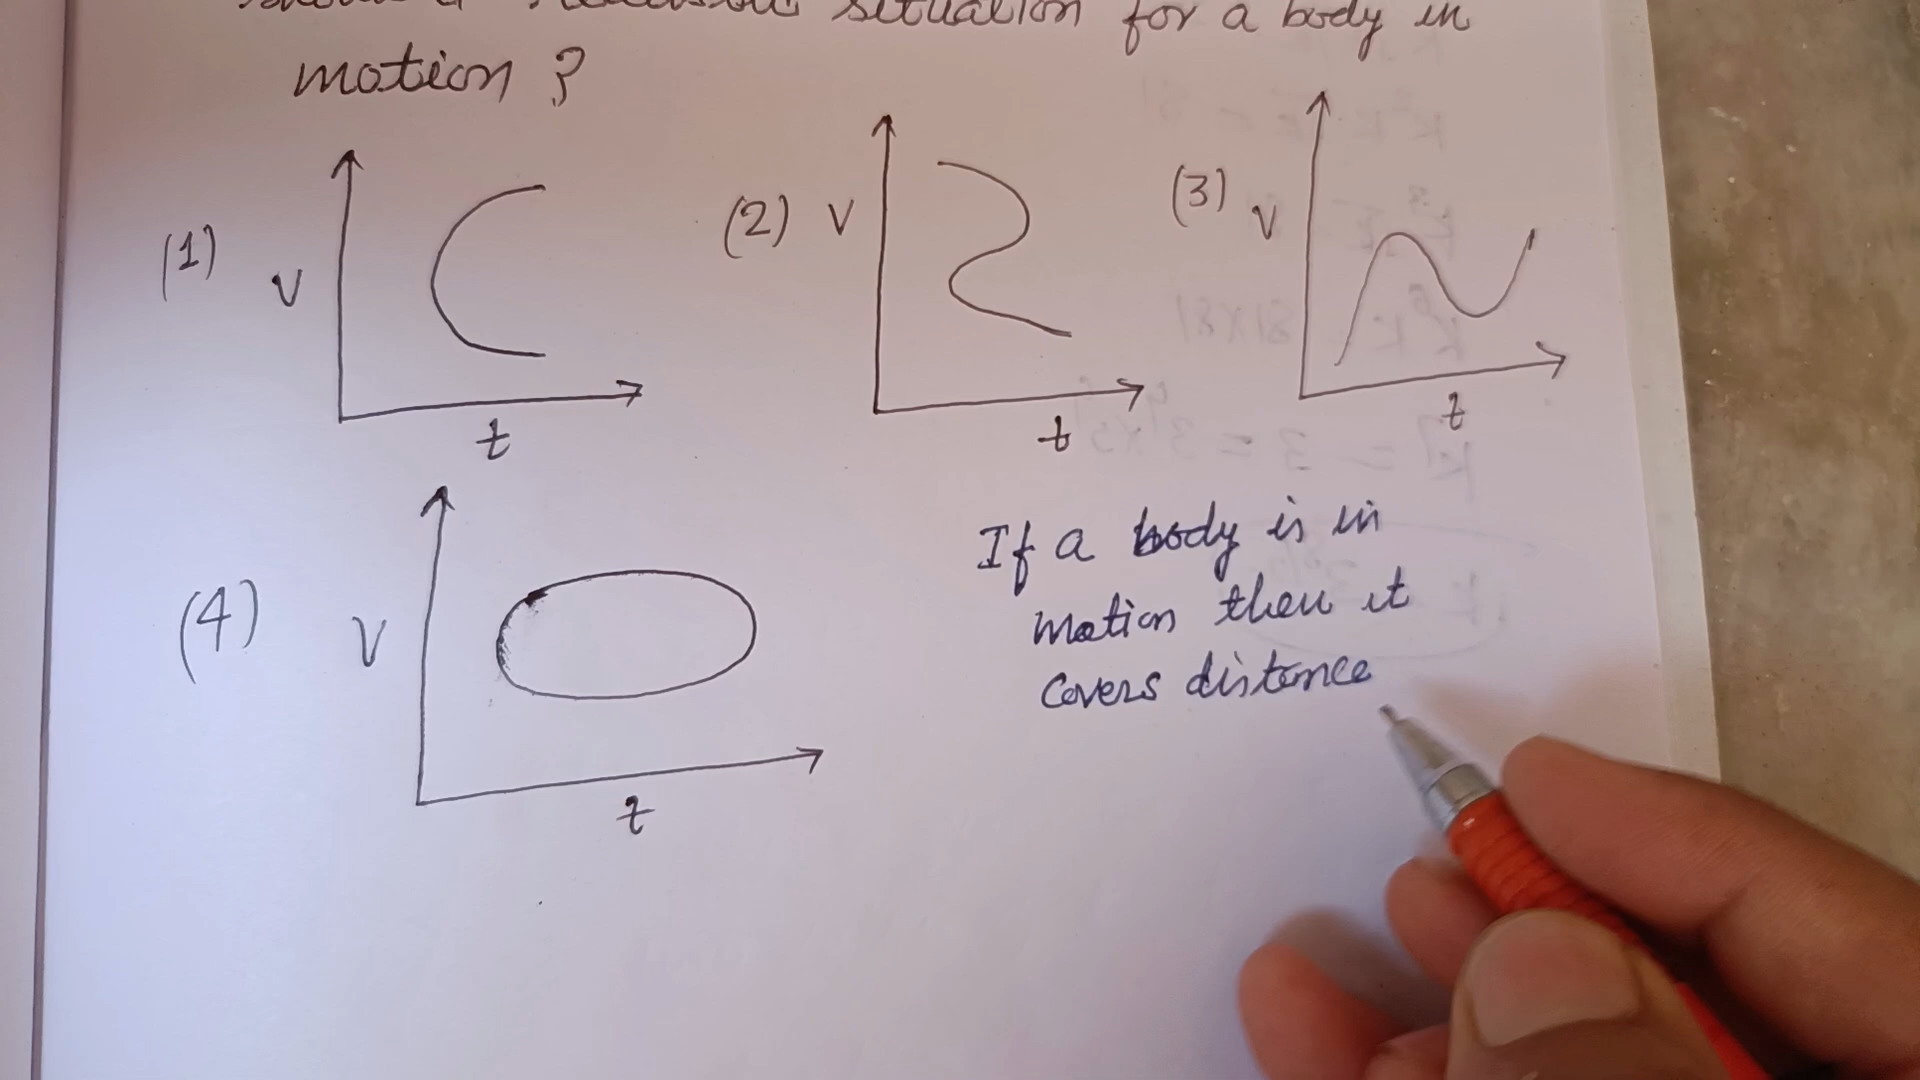 situation for a body in
motion ?
(1)
V
t
(2)
V
t
(3)
V
t
(4)
V
t
If a body is in
motion then it
covers distance